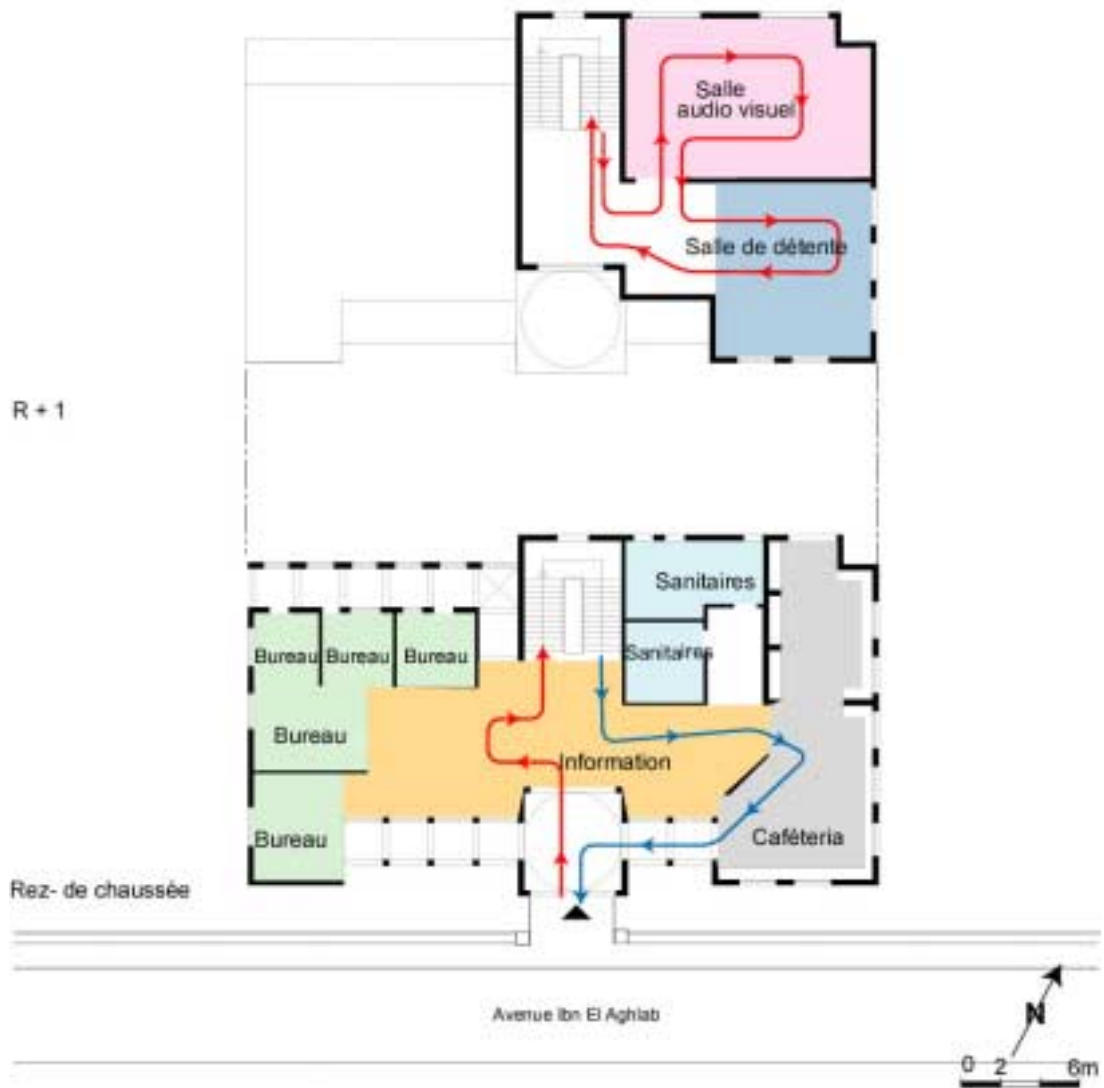 Salle
audio visuel
Salle de détente
R + 1
Sanitaires
Bureau Bureau Bureau
Sanitaires
Bureau
Information
Bureau
Caféteria
Rez- de chaussée
Avenue Ibn El Aghlab
N
0 2 6m